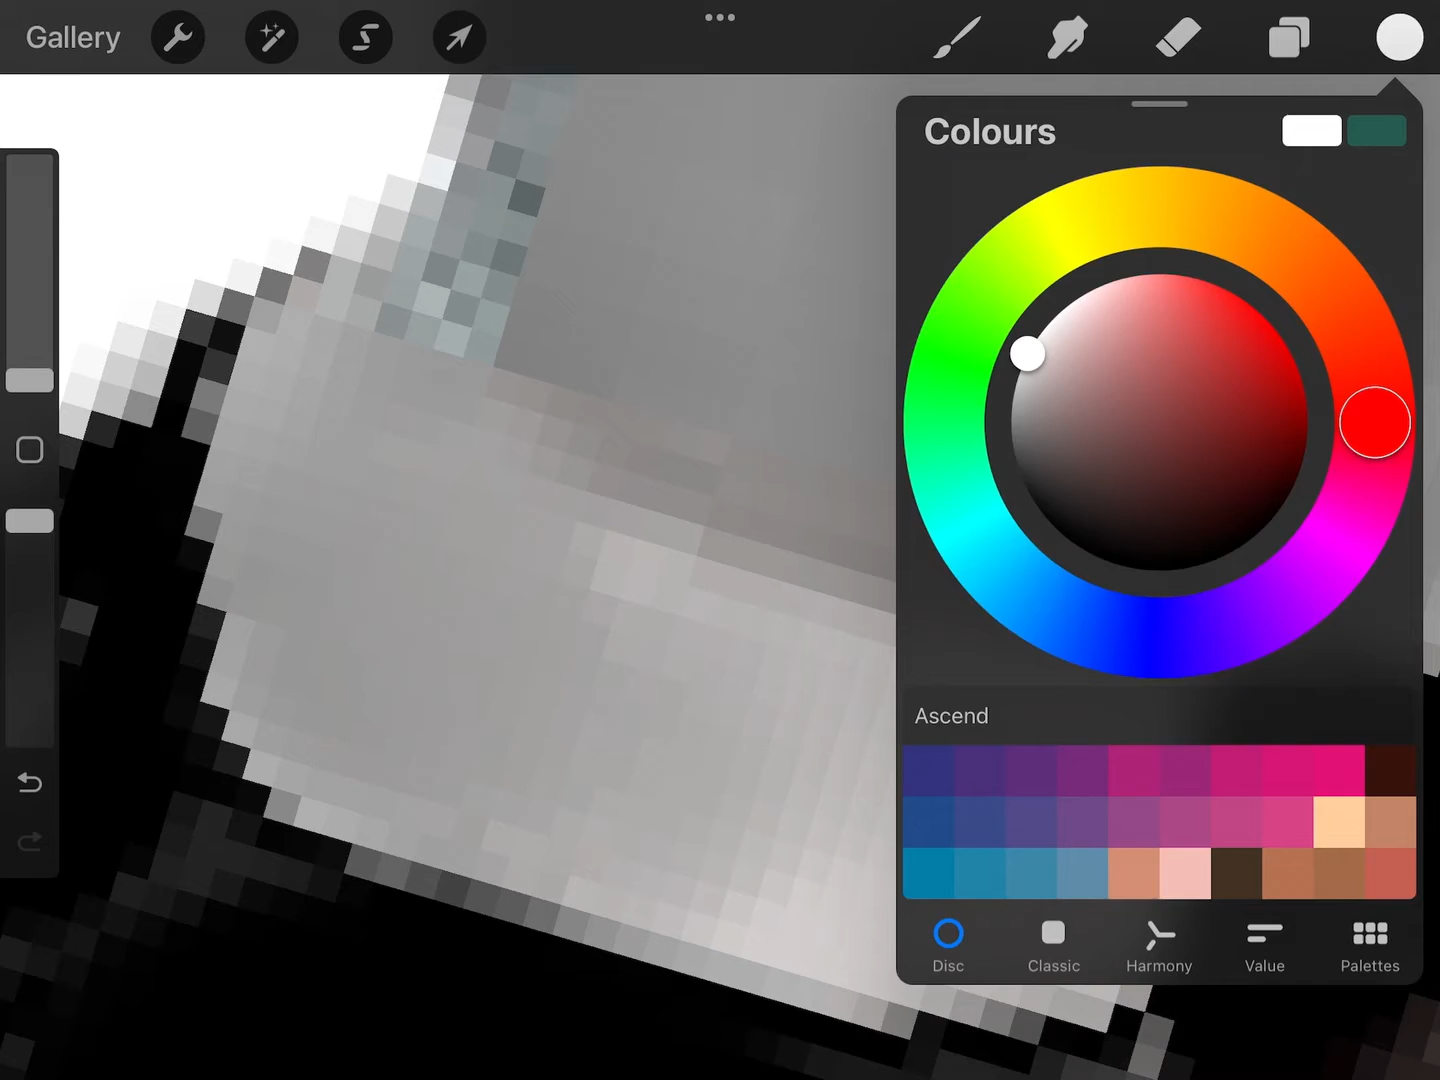 Gallery
Colours
Ascend
Disc
Classic
Harmony
Value
Palettes